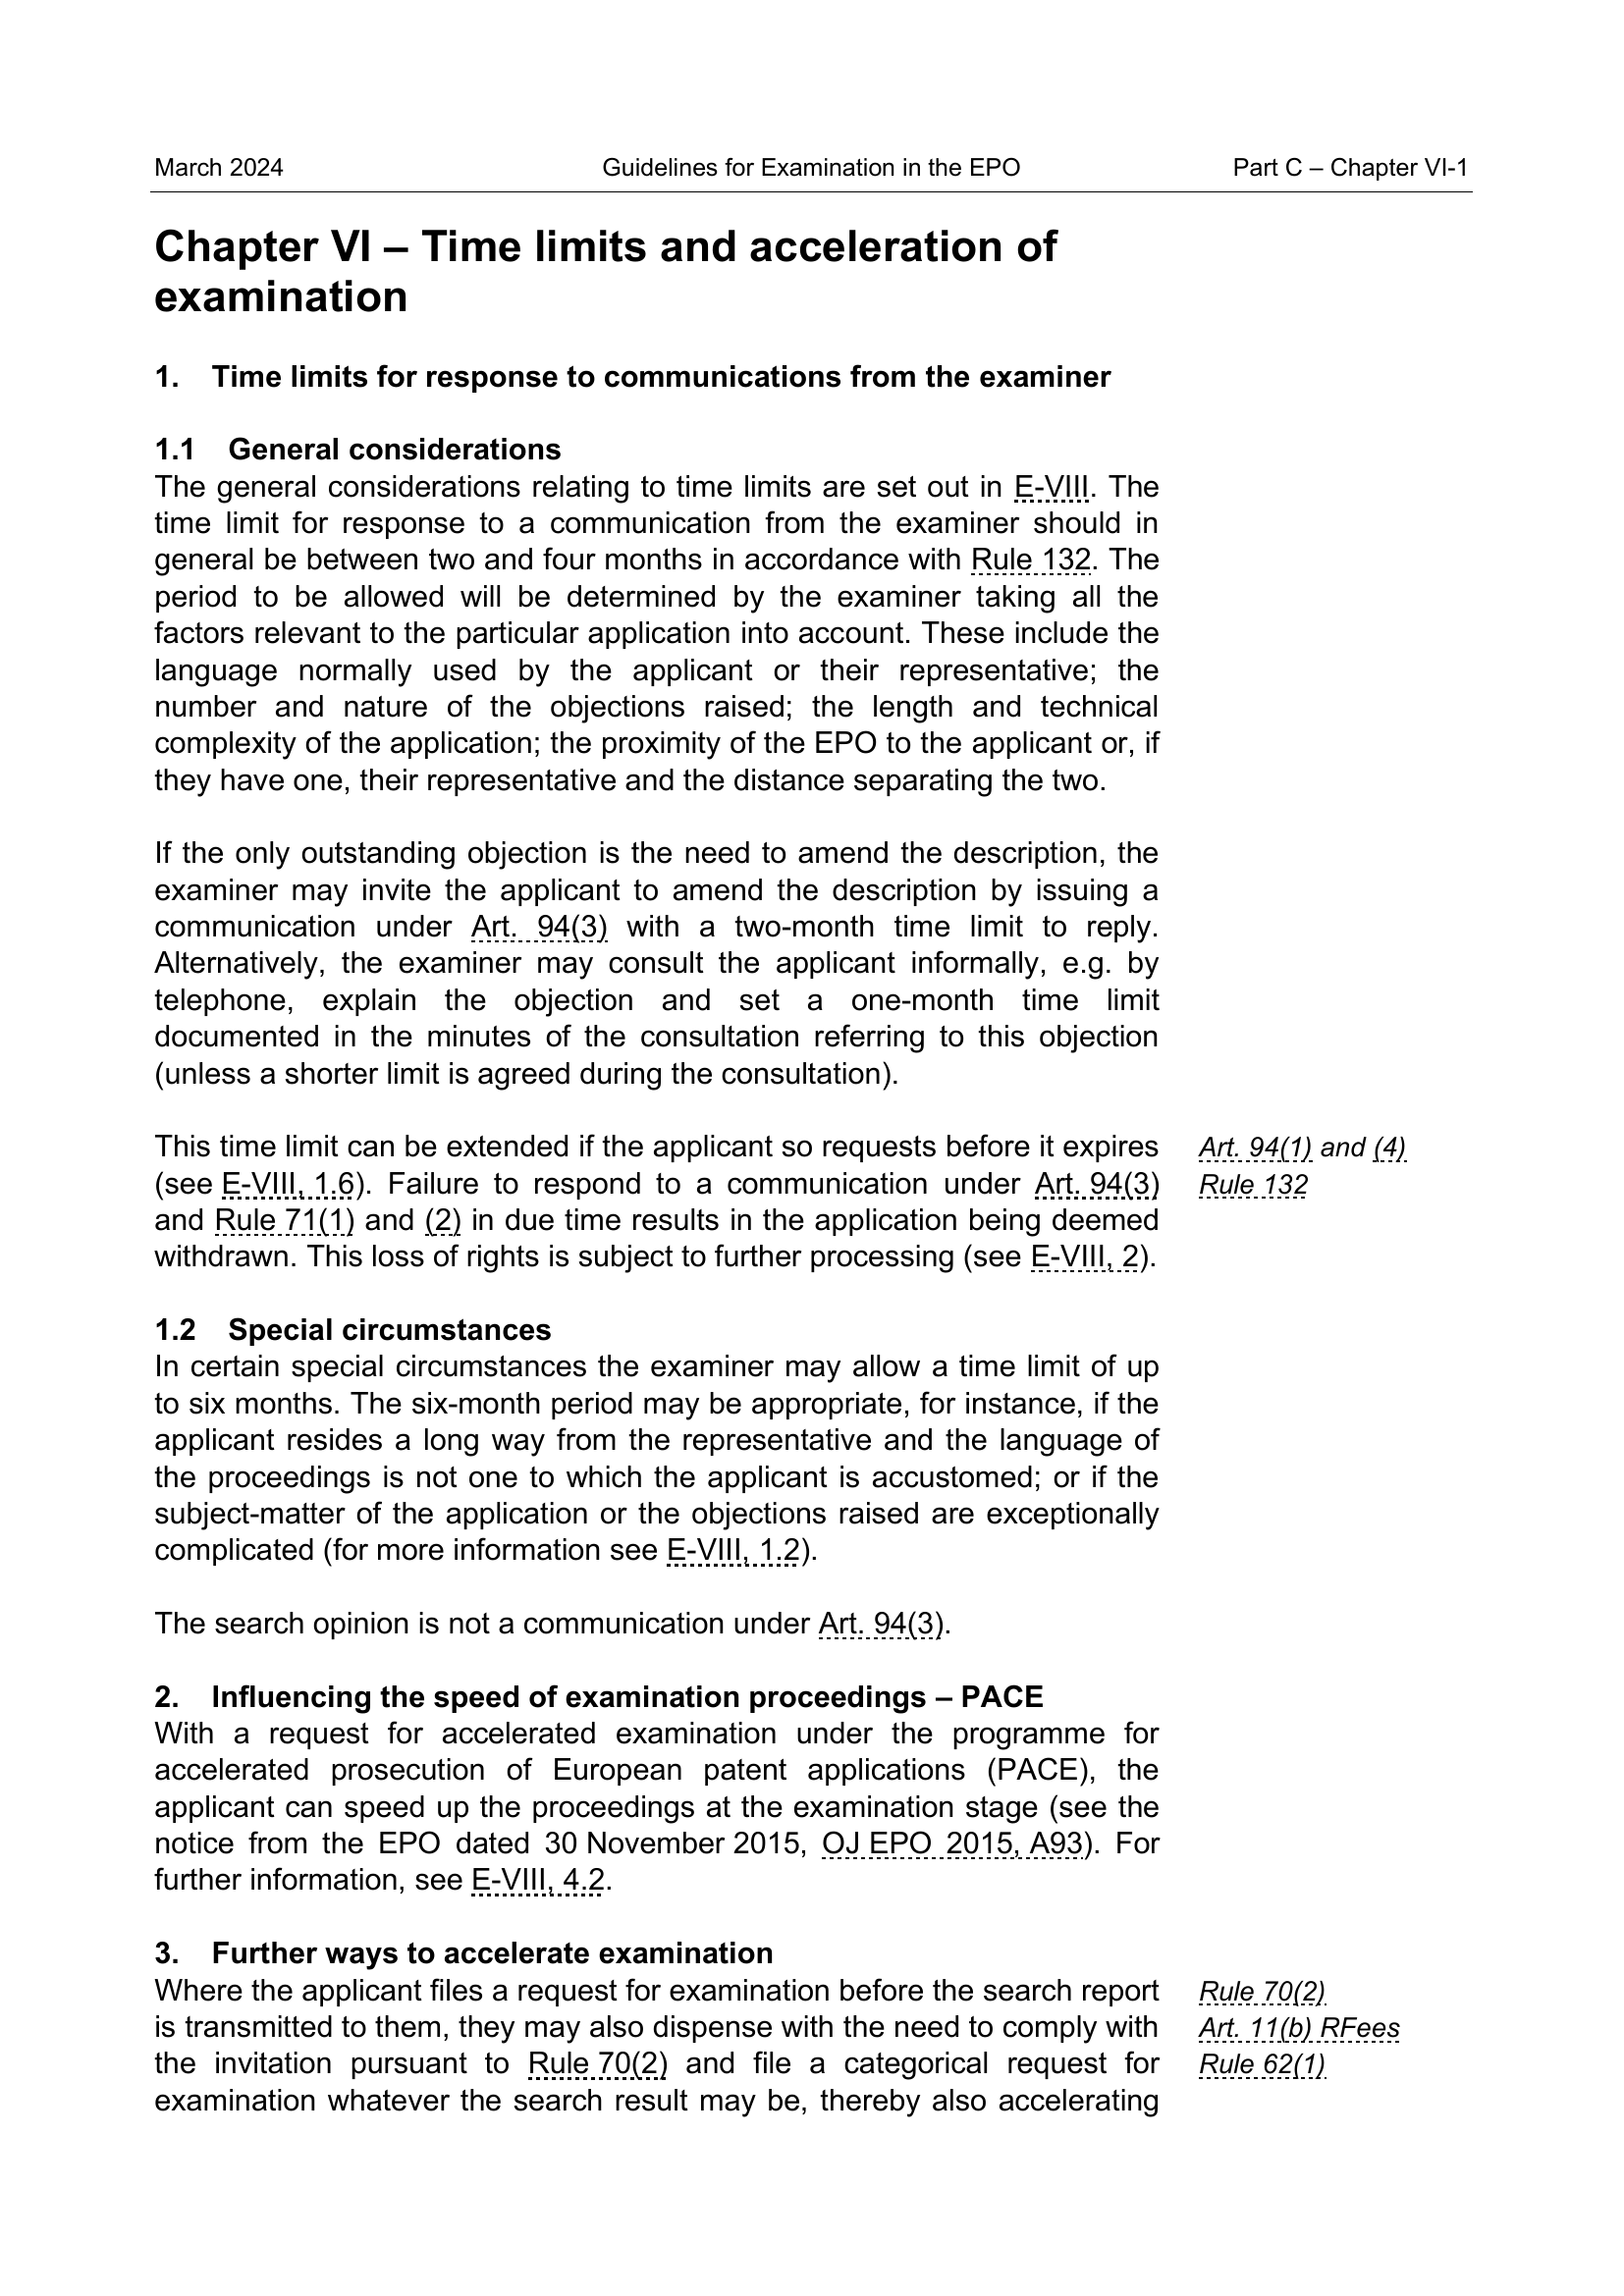 March 2024 Guidelines for Examination in the EPO Part C – Chapter VI-1
Chapter VI – Time limits and acceleration of
examination
1. Time limits for response to communications from the examiner
1.1 General considerations
The general considerations relating to time limits are set out in E-VIII. The
time limit for response to a communication from the examiner should in
general be between two and four months in accordance with Rule 132. The
period to be allowed will be determined by the examiner taking all the
factors relevant to the particular application into account. These include the
language normally used by the applicant or their representative; the
number and nature of the objections raised; the length and technical
complexity of the application; the proximity of the EPO to the applicant or, if
they have one, their representative and the distance separating the two.
If the only outstanding objection is the need to amend the description, the
examiner may invite the applicant to amend the description by issuing a
communication under Art. 94(3) with a two-month time limit to reply.
Alternatively, the examiner may consult the applicant informally, e.g. by
telephone, explain the objection and set a one-month time limit
documented in the minutes of the consultation referring to this objection
(unless a shorter limit is agreed during the consultation).
This time limit can be extended if the applicant so requests before it expires
(see E-VIII, 1.6). Failure to respond to a communication under Art. 94(3)
and Rule 71(1) and (2) in due time results in the application being deemed
withdrawn. This loss of rights is subject to further processing (see E-VIII, 2).
Art. 94(1) and (4)
Rule 132
1.2 Special circumstances
In certain special circumstances the examiner may allow a time limit of up
to six months. The six-month period may be appropriate, for instance, if the
applicant resides a long way from the representative and the language of
the proceedings is not one to which the applicant is accustomed; or if the
subject-matter of the application or the objections raised are exceptionally
complicated (for more information see E-VIII, 1.2).
The search opinion is not a communication under Art. 94(3).
2. Influencing the speed of examination proceedings – PACE
With a request for accelerated examination under the programme for
accelerated prosecution of European patent applications (PACE), the
applicant can speed up the proceedings at the examination stage (see the
notice from the EPO dated 30 November 2015, OJ EPO 2015, A93). For
further information, see E-VIII, 4.2.
3. Further ways to accelerate examination
Where the applicant files a request for examination before the search report
is transmitted to them, they may also dispense with the need to comply with
the invitation pursuant to Rule 70(2) and file a categorical request for
examination whatever the search result may be, thereby also accelerating
Rule 70(2)
Art. 11(b) RFees
Rule 62(1)